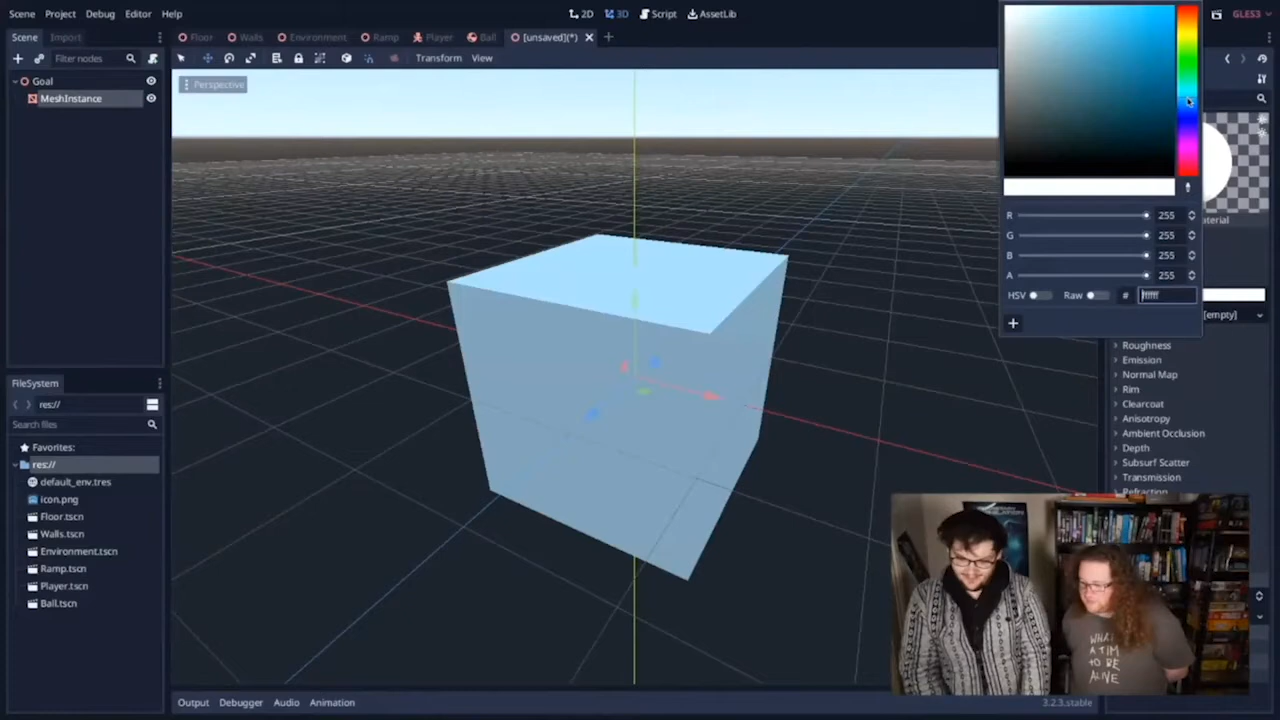 Scene Project Debug Editor Help
2D 3D Script AssetLib
GLES3
Scene Import
Floor Walls Environment Ramp Player Ball [unsaved](*)
Filter nodes
Transform View
Goal
MeshInstance
Perspective
R 255
G 255
B 255
A 255
HSV Raw # ffffff
[empty]
Roughness
Emission
Normal Map
Rim
Clearcoat
Anisotropy
Ambient Occlusion
Depth
Subsurf Scatter
Transmission
Refraction
FileSystem
res://
Search files
Favorites:
res://
default_env.tres
icon.png
Floor.tscn
Walls.tscn
Environment.tscn
Ramp.tscn
Player.tscn
Ball.tscn
TO BE
ALIVE
Output Debugger Audio Animation
3.2.3.stable